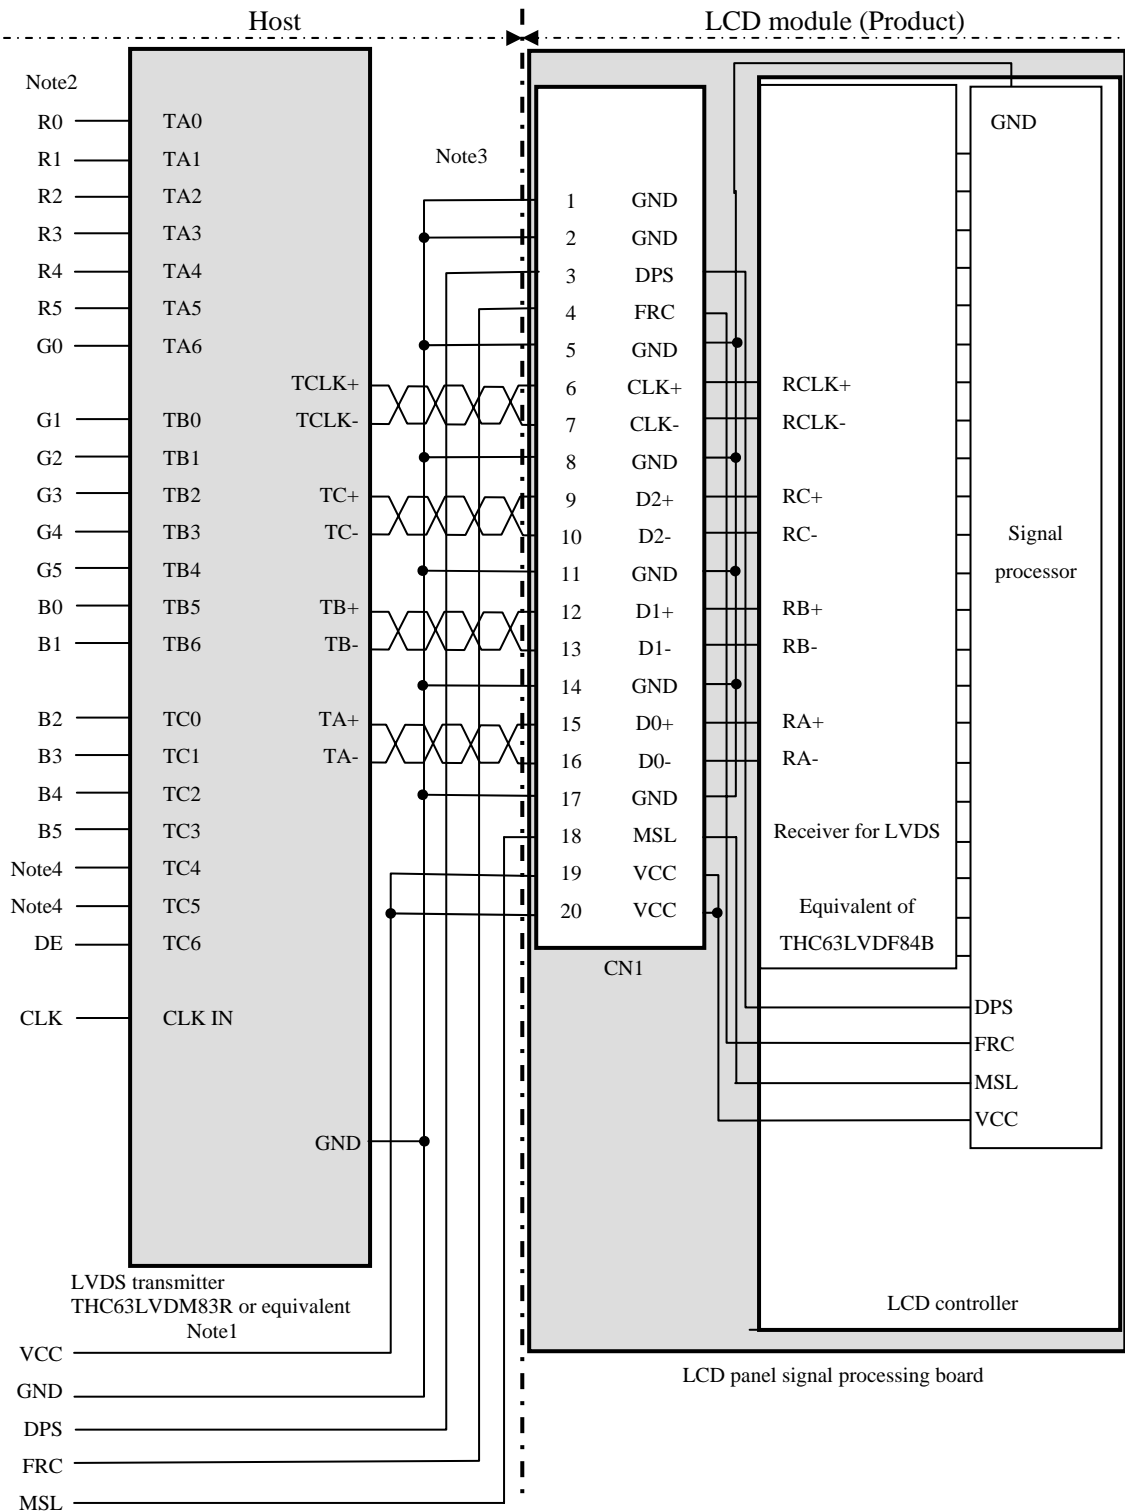 Host
LCD module (Product)
Note2
R0 TA0
R1 TA1
R2 TA2
R3 TA3
R4 TA4
R5 TA5
G0 TA6
TCLK+
G1 TB0 TCLK-
G2 TB1
G3 TB2 TC+
G4 TB3 TC-
G5 TB4
B0 TB5 TB+
B1 TB6 TB-
B2 TC0 TA+
B3 TC1 TA-
B4 TC2
B5 TC3
Note4 TC4
Note4 TC5
DE TC6
CLK CLK IN
GND
LVDS transmitter
THC63LVDM83R or equivalent
Note1
VCC
GND
DPS
FRC
MSL
Note3
1 GND
2 GND
3 DPS
4 FRC
5 GND
6 CLK+
7 CLK-
8 GND
9 D2+
10 D2-
11 GND
12 D1+
13 D1-
14 GND
15 D0+
16 D0-
17 GND
18 MSL
19 VCC
20 VCC
CN1
RCLK+
RCLK-
RC+
RC-
RB+
RB-
RA+
RA-
Receiver for LVDS
Equivalent of
THC63LVDF84B
GND
Signal
processor
DPS
FRC
MSL
VCC
LCD controller
LCD panel signal processing board